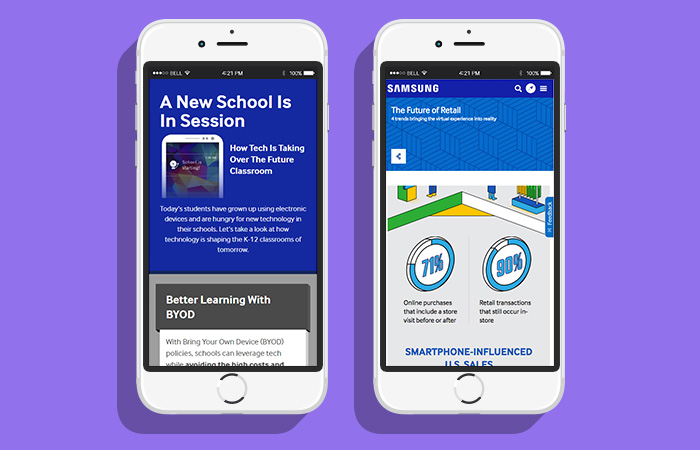 BELL
4:21 PM
100%
A New School Is
In Session
School is
starting!
How Tech Is Taking
Over The Future
Classroom
Today's students have grown up using electronic
devices and are hungry for new technology in
their schools. Let's take a look at how
technology is shaping the K-12 classrooms of
tomorrow.
Better Learning With
BYOD
With Bring Your Own Device (BYOD)
policies, schools can leverage tech
while avoiding the high costs and
BELL
4:21 PM
100%
SAMSUNG
The Future of Retail
4 trends bringing the virtual experience into reality
Feedback
71%
Online purchases
that include a store
visit before or after
90%
Retail transactions
that still occur in-
store
SMARTPHONE-INFLUENCED
U.S. SALES